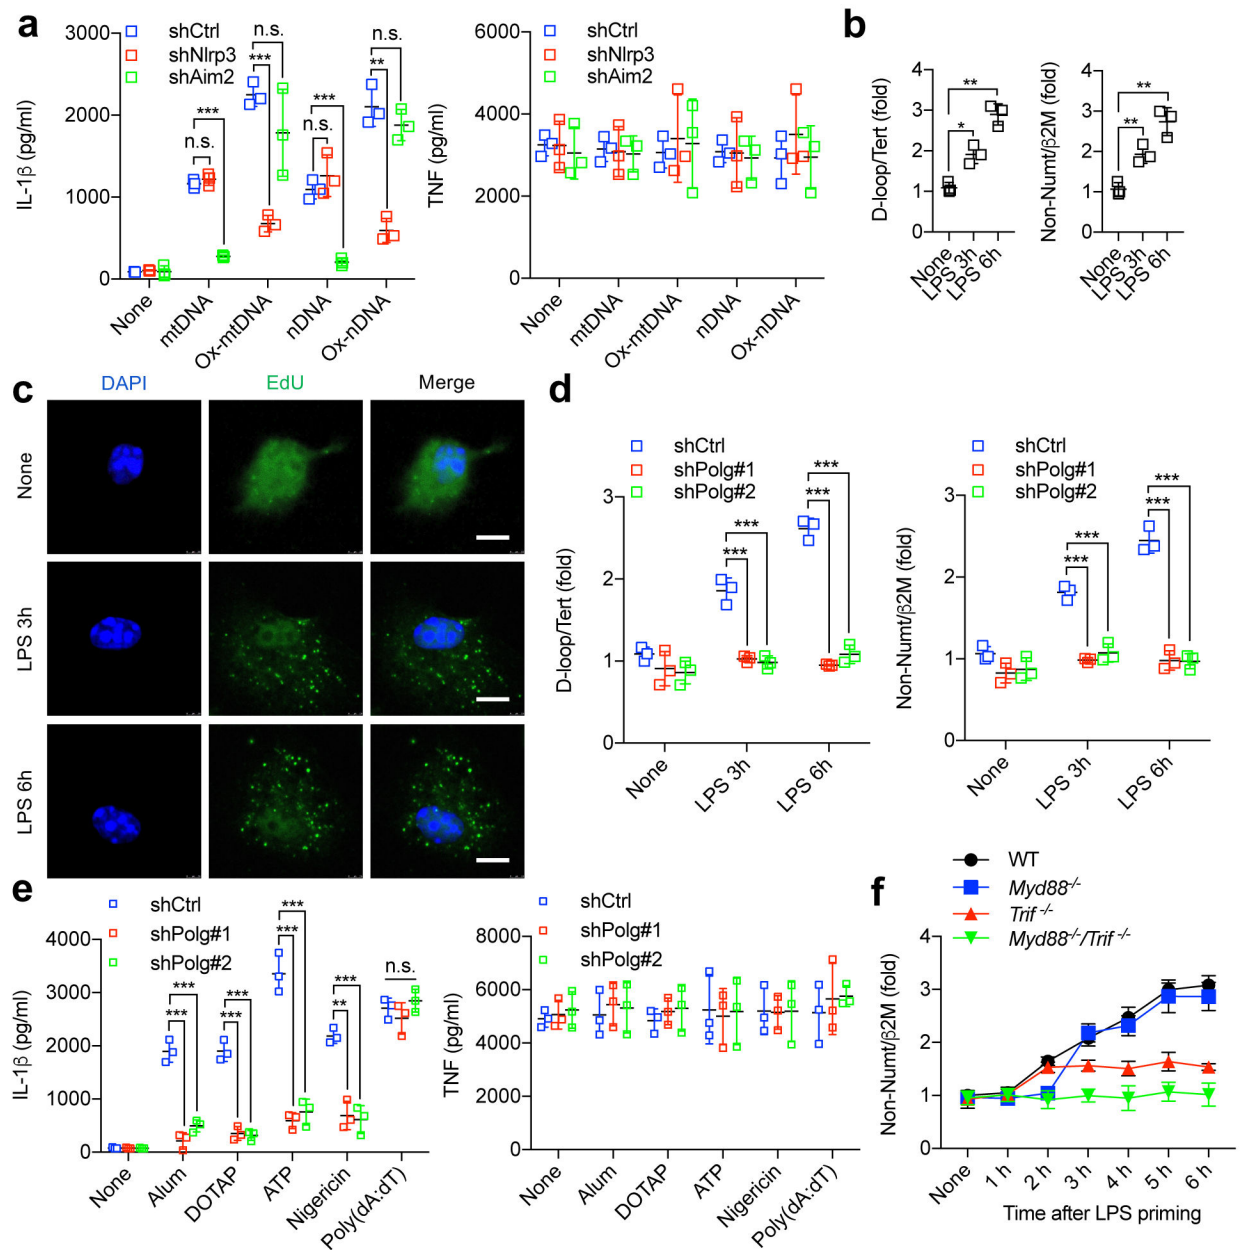 a
IL-1β (pg/ml)
3000
2000
1000
0
shCtrl
shNlrp3
shAim2
n.s.
***
n.s.
***
n.s.
***
n.s.
**
None
mtDNA
Ox-mtDNA
nDNA
Ox-nDNA
TNF (pg/ml)
6000
4000
2000
0
shCtrl
shNlrp3
shAim2
None
mtDNA
Ox-mtDNA
nDNA
Ox-nDNA
b
D-loop/Tert (fold)
4
3
2
1
0
**
*
None
LPS 3h
LPS 6h
Non-Numt/β2M (fold)
4
3
2
1
0
**
**
None
LPS 3h
LPS 6h
c
DAPI
EdU
Merge
None
LPS 3h
LPS 6h
d
D-loop/Tert (fold)
3
2
1
0
shCtrl
shPolg#1
shPolg#2
***
***
***
***
None
LPS 3h
LPS 6h
Non-Numt/β2M (fold)
3
2
1
0
shCtrl
shPolg#1
shPolg#2
***
***
***
***
None
LPS 3h
LPS 6h
e
IL-1β (pg/ml)
4000
3000
2000
1000
0
shCtrl
shPolg#1
shPolg#2
***
***
***
***
***
***
***
**
n.s.
None
Alum
DOTAP
ATP
Nigericin
Poly(dA:dT)
TNF (pg/ml)
8000
6000
4000
2000
0
shCtrl
shPolg#1
shPolg#2
None
Alum
DOTAP
ATP
Nigericin
Poly(dA:dT)
f
WT
Myd88-/-
Trif -/-
Myd88-/-/Trif -/-
Non-Numt/β2M (fold)
4
3
2
1
0
None
1 h
2 h
3 h
4 h
5 h
6 h
Time after LPS priming